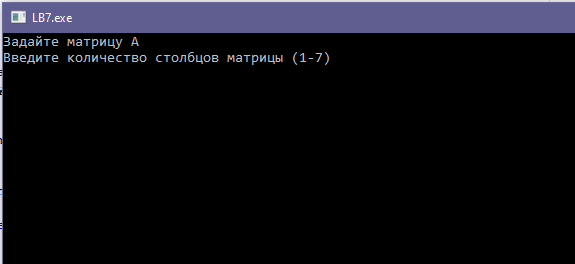 LB7.exe
Задайте матрицу A
Введите количество столбцов матрицы (1-7)